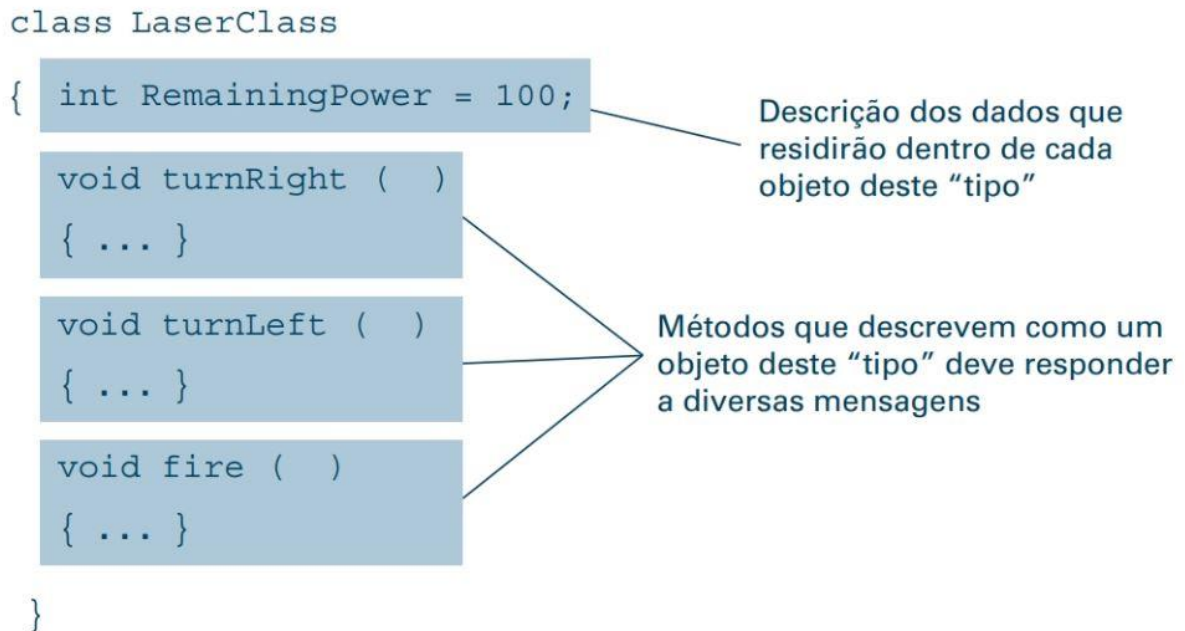 class LaserClass
{ int RemainingPower = 100;
Descrição dos dados que
residirão dentro de cada
objeto deste “tipo”
void turnRight ( )
{ ... }
void turnLeft ( )
{ ... }
Métodos que descrevem como um
objeto deste “tipo” deve responder
a diversas mensagens
void fire ( )
{ ... }
}